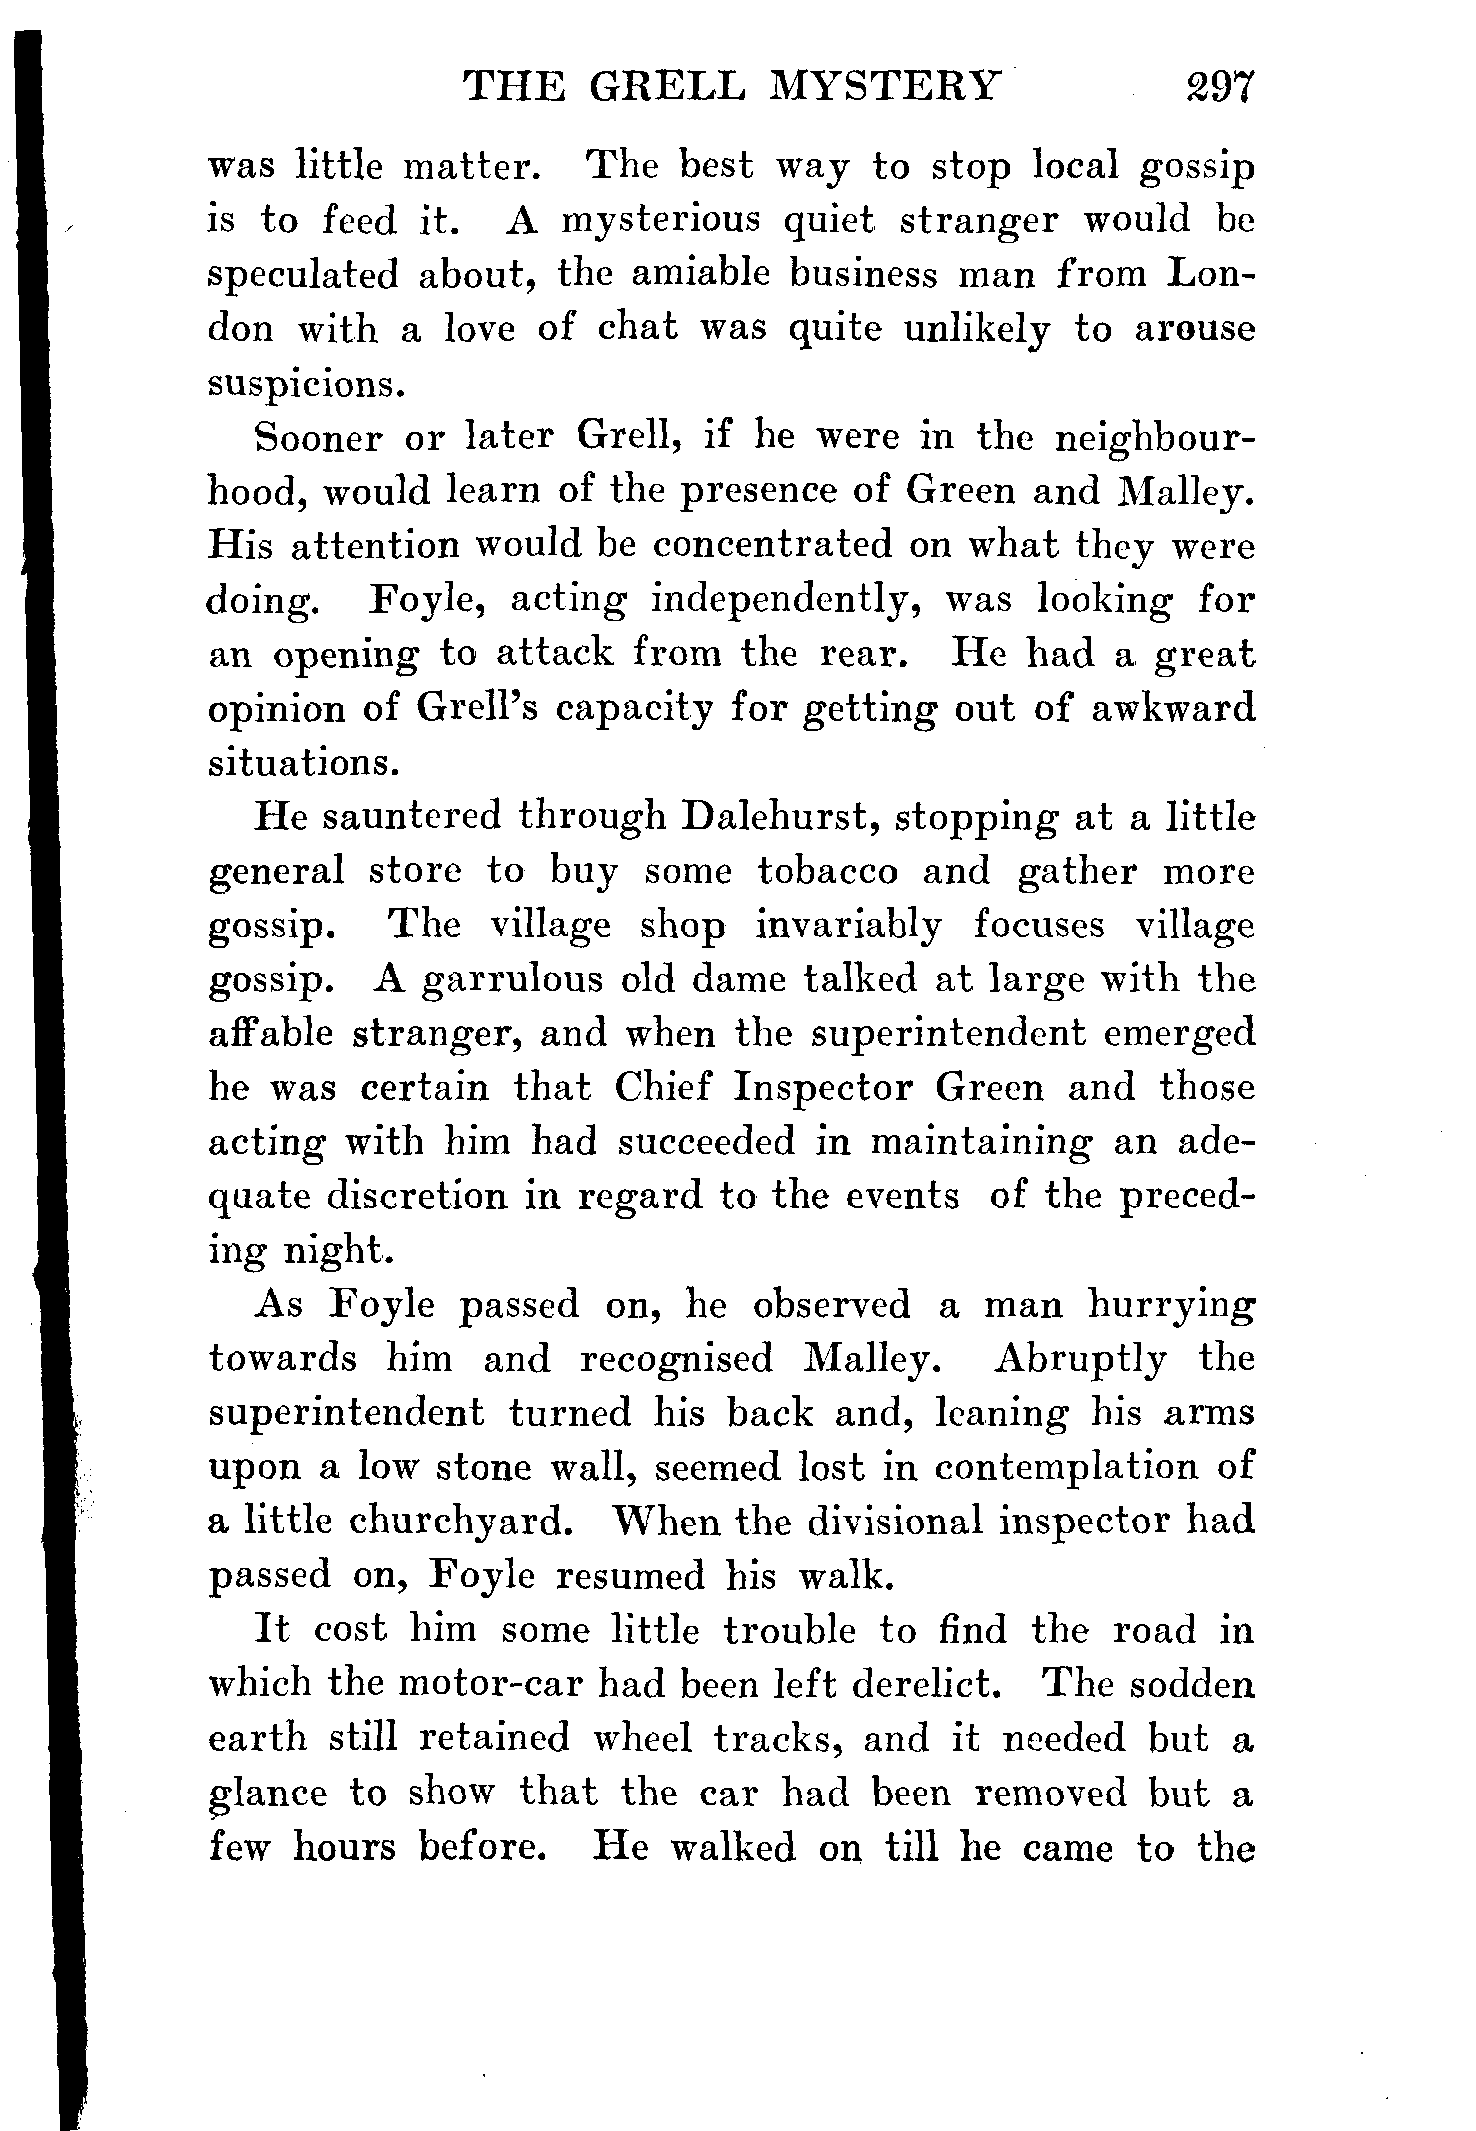 THE GRELL MYSTERY 297
was little matter. The best way to stop local gossip
is to feed it. A mysterious quiet stranger would be
speculated about, the amiable business man from Lon-
don with a love of chat was quite unlikely to arouse
suspicions.
Sooner or later Grell, if he were in the neighbour-
hood, would learn of the presence of Green and Malley.
His attention would be concentrated on what they were
doing. Foyle, acting independently, was looking for
an opening to attack from the rear. He had a great
opinion of Grell's capacity for getting out of awkward
situations.
He sauntered through Dalehurst, stopping at a little
general store to buy some tobacco and gather more
gossip. The village shop invariably focuses village
gossip. A garrulous old dame talked at large with the
affable stranger, and when the superintendent emerged
he was certain that Chief Inspector Green and those
acting with him had succeeded in maintaining an ade-
quate discretion in regard to the events of the preced-
ing night.
As Foyle passed on, he observed a man hurrying
towards him and recognised Malley. Abruptly the
superintendent turned his back and, leaning his arms
upon a low stone wall, seemed lost in contemplation of
a little churchyard. When the divisional inspector had
passed on, Foyle resumed his walk.
It cost him some little trouble to find the road in
which the motor-car had been left derelict. The sodden
earth still retained wheel tracks, and it needed but a
glance to show that the car had been removed but a
few hours before. He walked on till he came to the